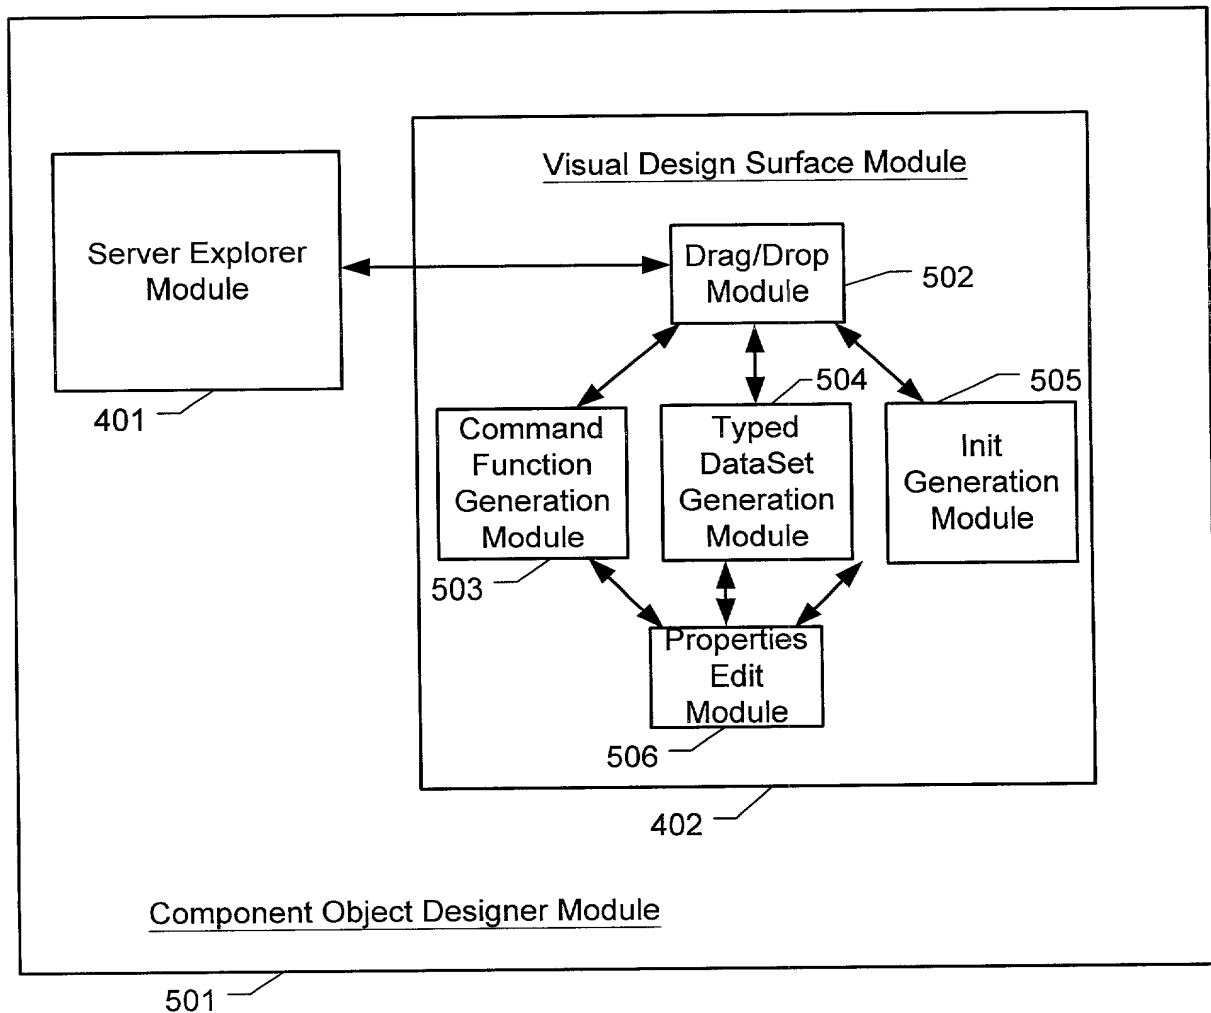 Visual Design Surface Module
Server Explorer
Module
Drag/Drop
Module
502
401
504
505
Command
Function
Generation
Module
Typed
DataSet
Generation
Module
Init
Generation
Module
503
Properties
Edit
Module
506
402
Component Object Designer Module
501